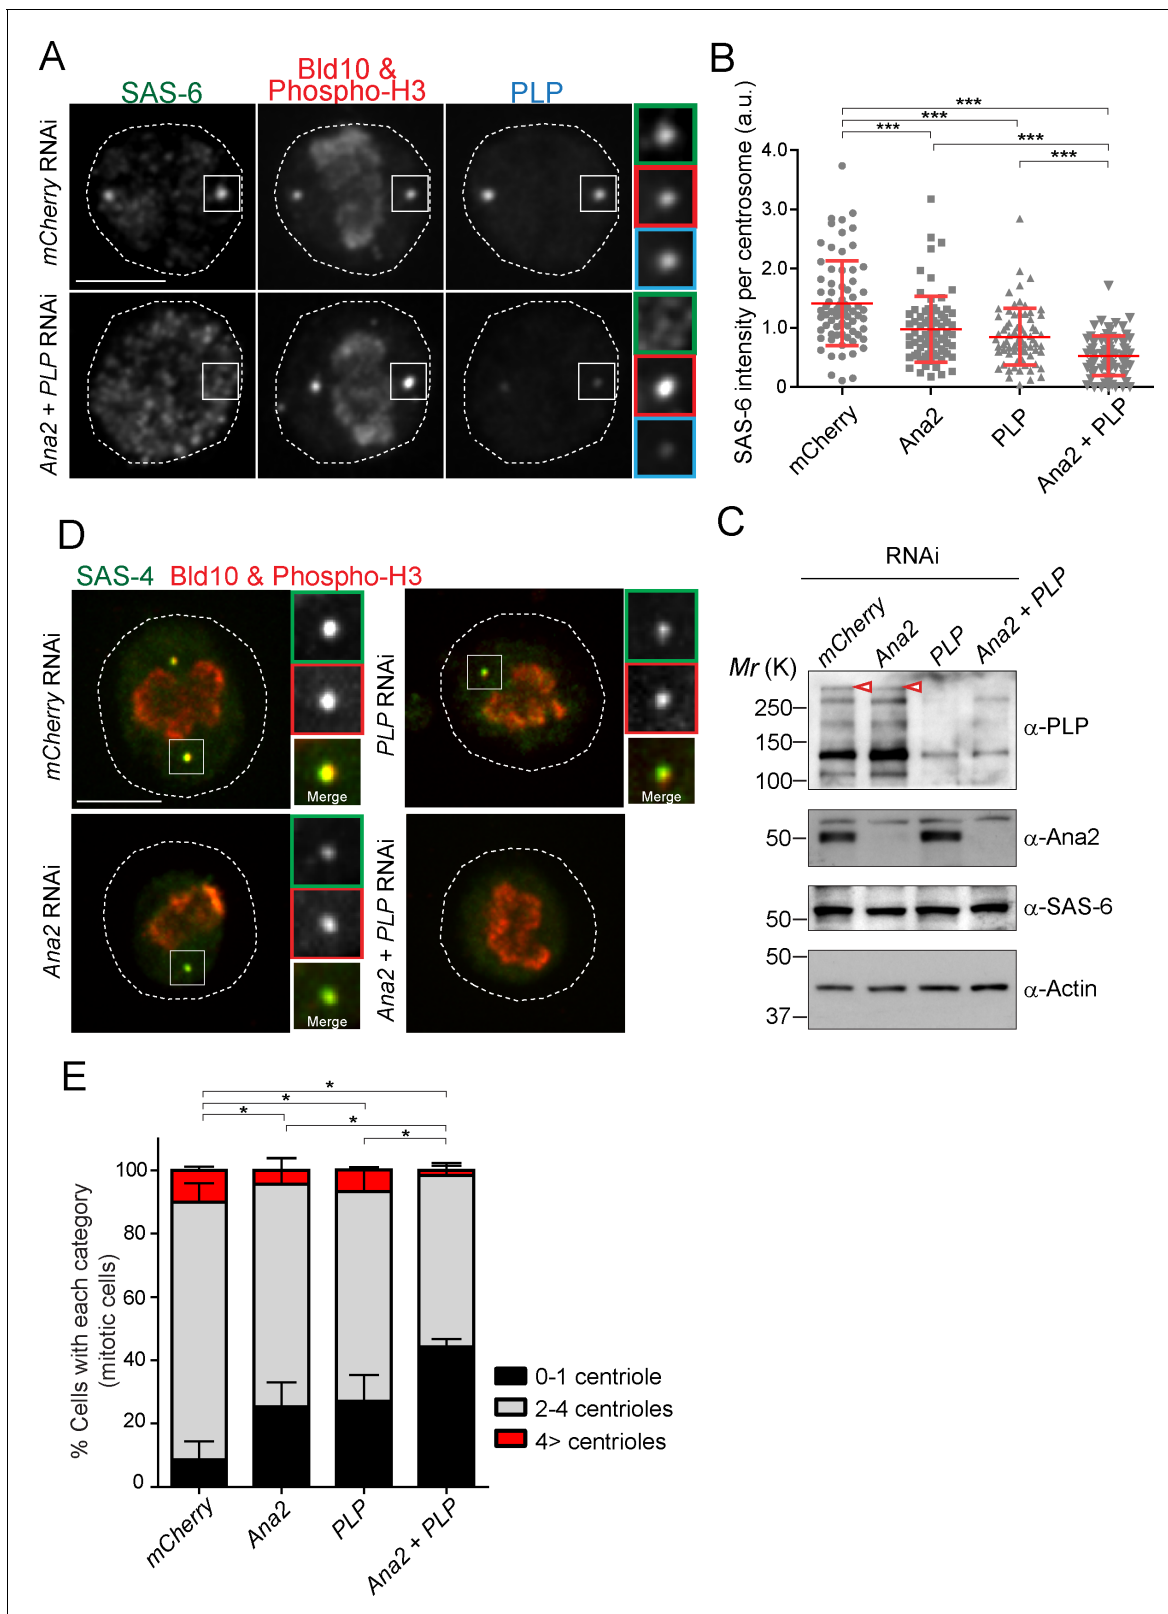 A
SAS-6
Bld10 &
Phospho-H3
PLP
mCherry RNAi
Ana2 + PLP RNAi
B
SAS-6 intensity per centrosome (a.u.)
***
***
***
***
***
4.0
3.0
2.0
1.0
0
mCherry
Ana2
PLP
Ana2 + PLP
C
RNAi
mCherry
Ana2
PLP
Ana2 + PLP
Mr (K)
250
150
100
α-PLP
50
α-Ana2
50
α-SAS-6
50
37
α-Actin
D
SAS-4 Bld10 & Phospho-H3
mCherry RNAi
Merge
PLP RNAi
Merge
Ana2 RNAi
Merge
Ana2 + PLP RNAi
E
*
*
*
*
*
% Cells with each category
(mitotic cells)
100
80
60
40
20
0
mCherry
Ana2
PLP
Ana2 + PLP
0-1 centriole
2-4 centrioles
4> centrioles